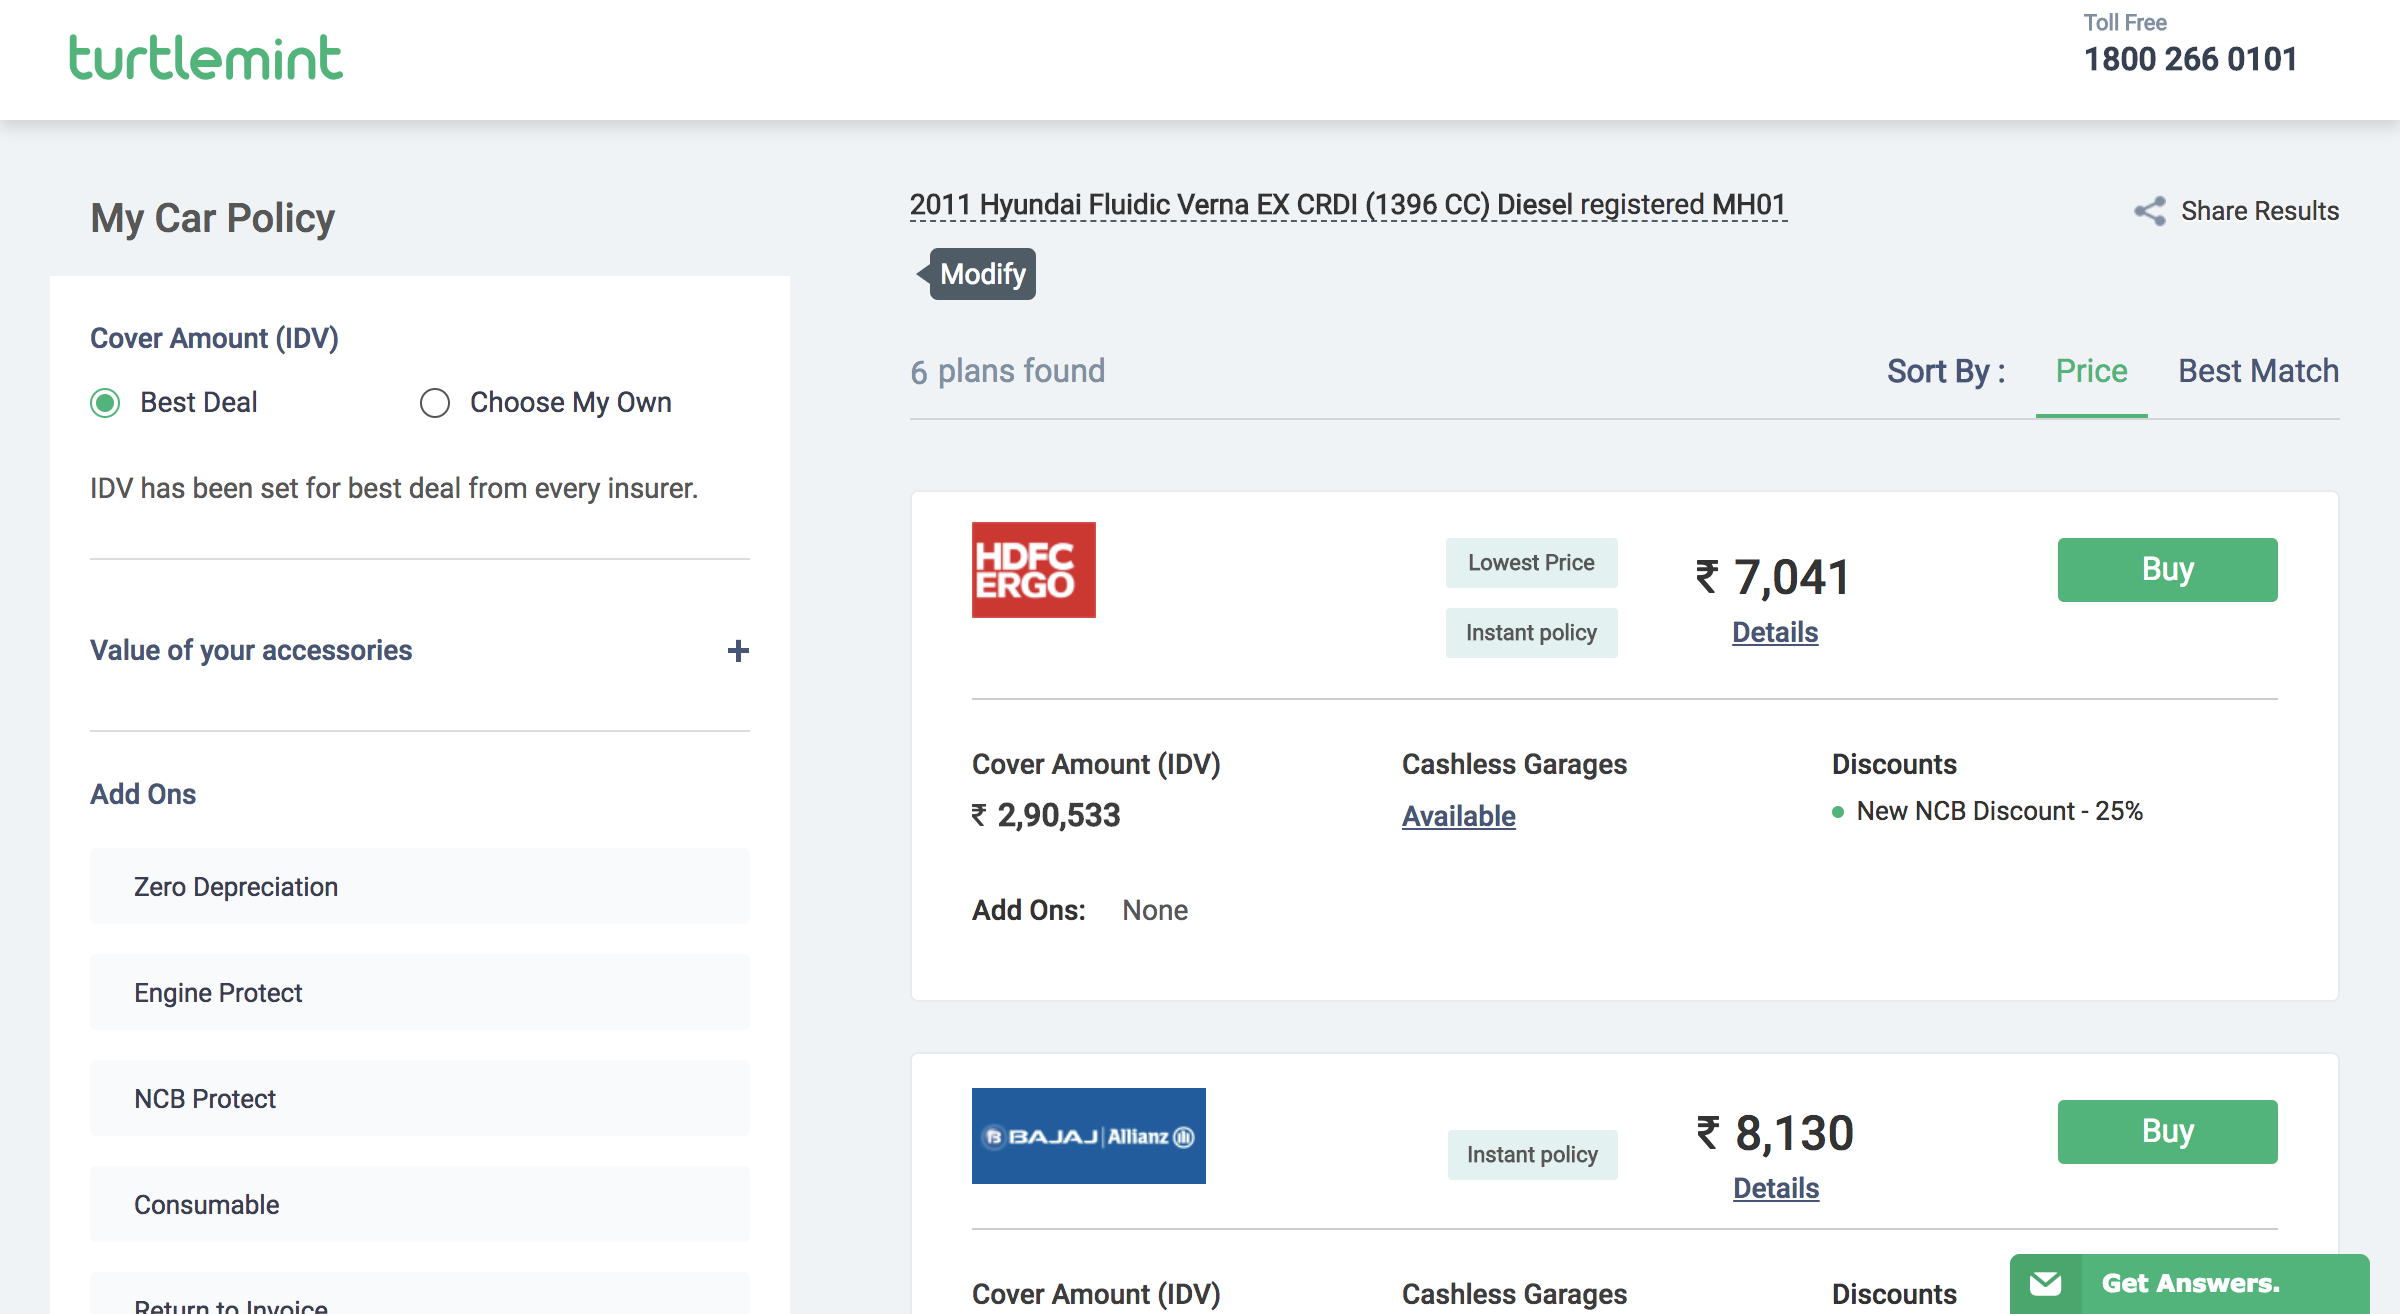 turtlemint
Toll Free
1800 266 0101
My Car Policy
Cover Amount (IDV)
Best Deal
Choose My Own
IDV has been set for best deal from every insurer.
Value of your accessories
+
Add Ons
Zero Depreciation
Engine Protect
NCB Protect
Consumable
Return to Invoice
2011 Hyundai Fluidic Verna EX CRDI (1396 CC) Diesel registered MH01
Modify
Share Results
6 plans found
Sort By :
Price
Best Match
HDFC
ERGO
Lowest Price
Instant policy
₹ 7,041
Details
Buy
Cover Amount (IDV)
₹ 2,90,533
Cashless Garages
Available
Discounts
New NCB Discount - 25%
Add Ons: None
B BAJAJ | Allianz
Instant policy
₹ 8,130
Details
Buy
Cover Amount (IDV)
Cashless Garages
Discounts
Get Answers.